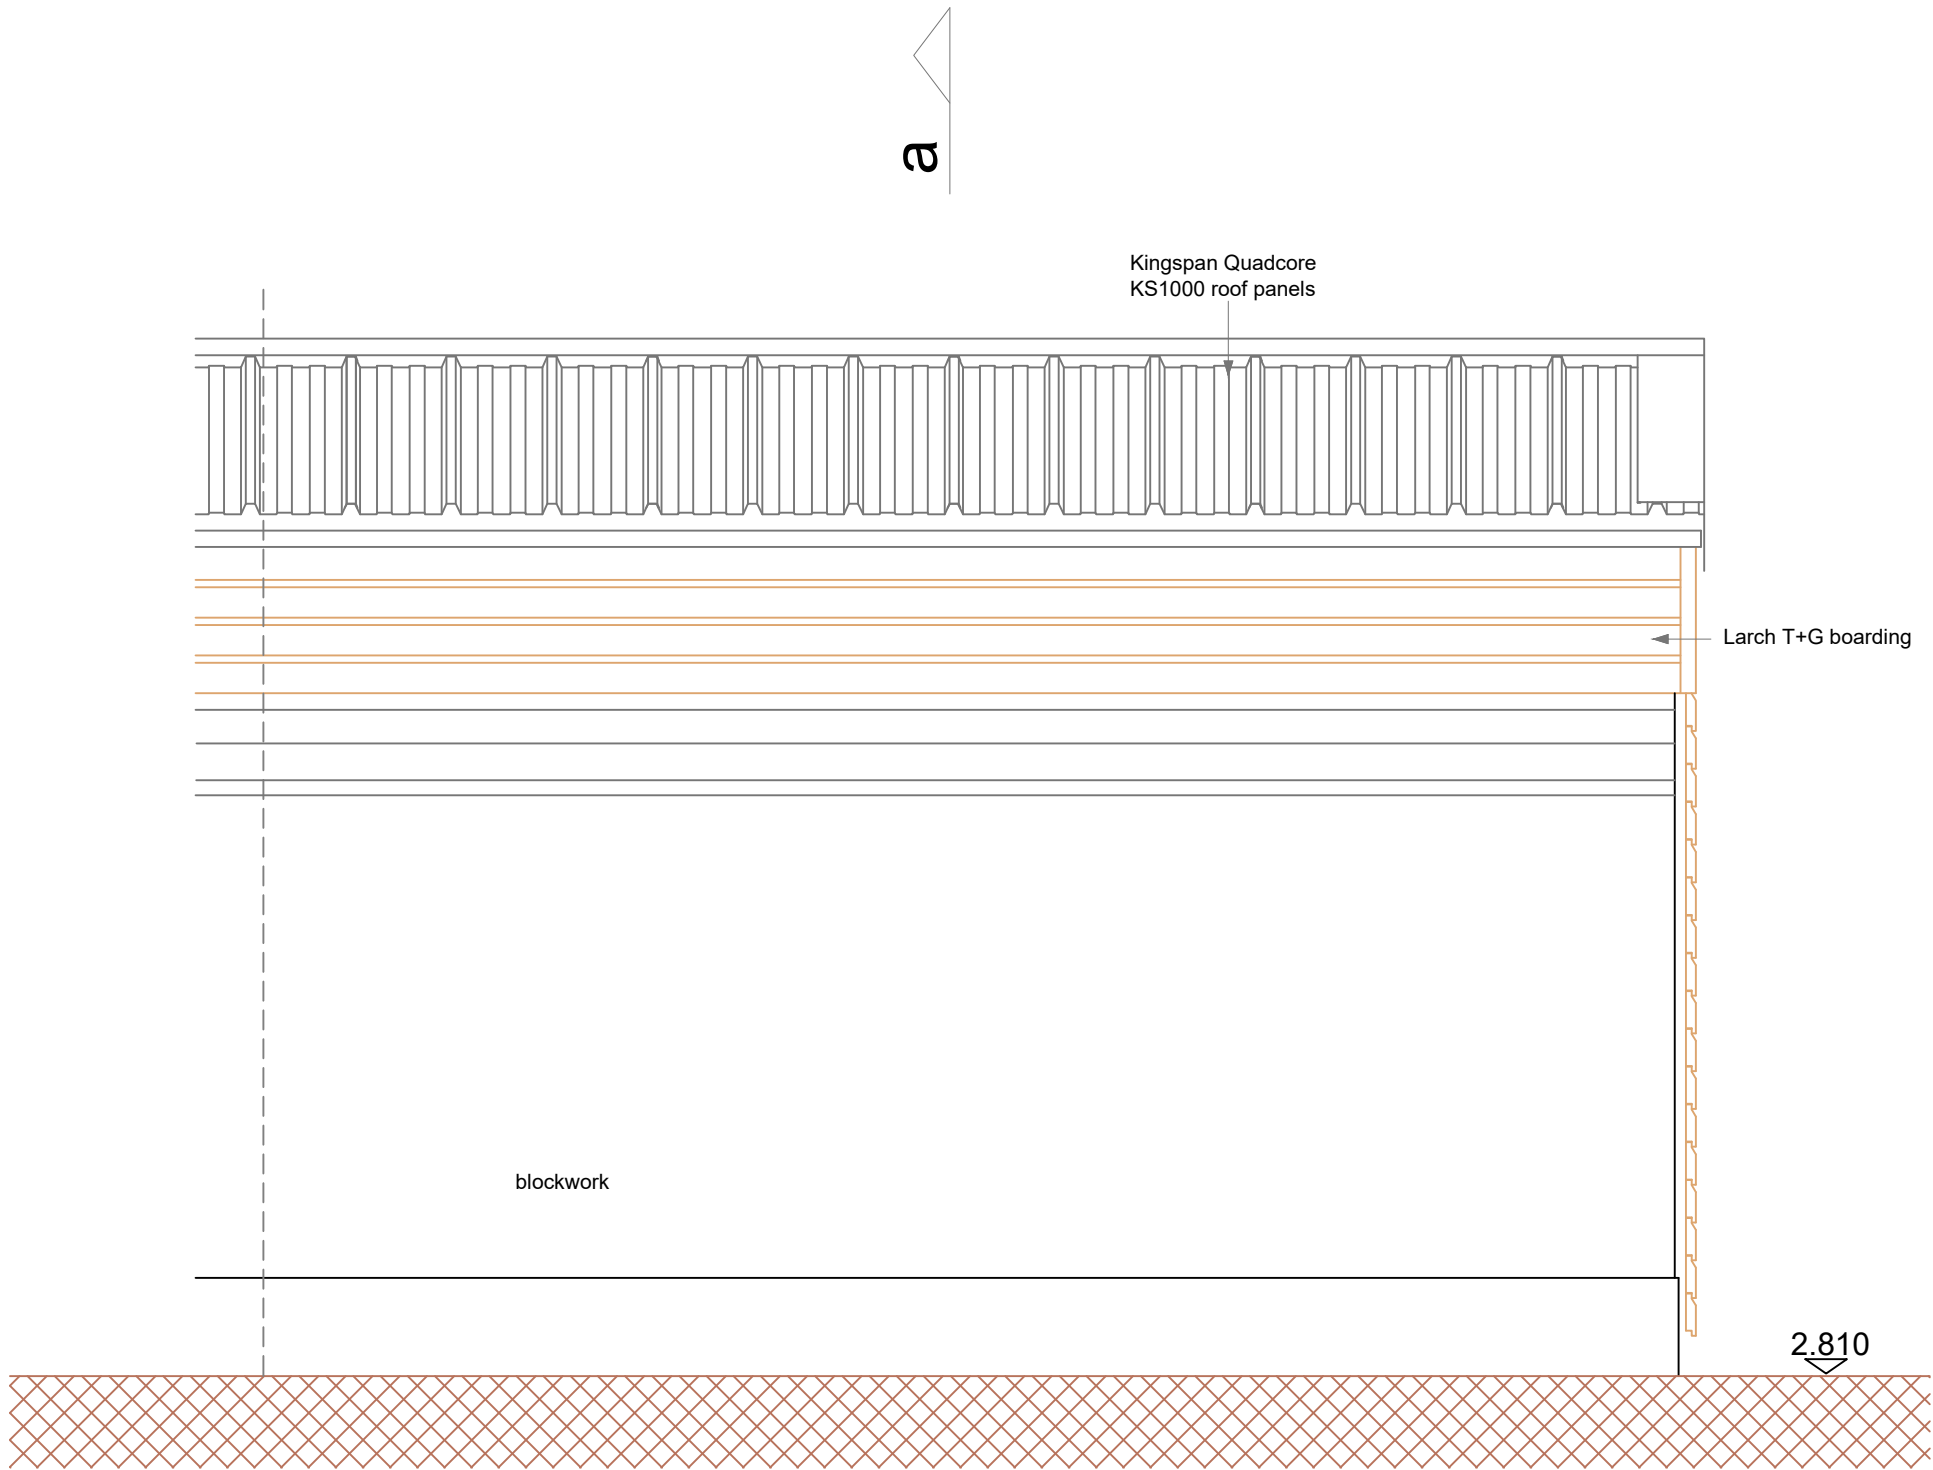 a
Kingspan Quadcore
KS1000 roof panels
Larch T+G boarding
blockwork
2.810